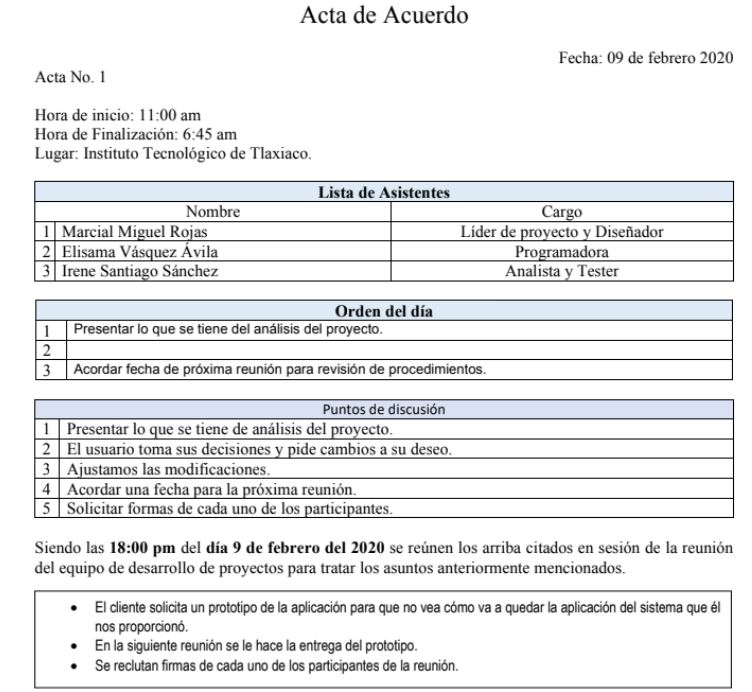 Acta de Acuerdo
Fecha: 09 de febrero 2020
Acta No. 1
Hora de inicio: 11:00 am
Hora de Finalización: 6:45 am
Lugar: Instituto Tecnológico de Tlaxiaco.
Lista de Asistentes
Nombre Cargo
1 Marcial Miguel Rojas Líder de proyecto y Diseñador
2 Elisama Vásquez Ávila Programadora
3 Irene Santiago Sánchez Analista y Tester
Orden del día
1 Presentar lo que se tiene del análisis del proyecto.
2
3 Acordar fecha de próxima reunión para revisión de procedimientos.
Puntos de discusión
1 Presentar lo que se tiene de análisis del proyecto.
2 El usuario toma sus decisiones y pide cambios a su deseo.
3 Ajustamos las modificaciones.
4 Acordar una fecha para la próxima reunión.
5 Solicitar formas de cada uno de los participantes.
Siendo las 18:00 pm del día 9 de febrero del 2020 se reúnen los arriba citados en sesión de la reunión
del equipo de desarrollo de proyectos para tratar los asuntos anteriormente mencionados.
• El cliente solicita un prototipo de la aplicación para que no vea cómo va a quedar la aplicación del sistema que él
nos proporcionó.
• En la siguiente reunión se le hace la entrega del prototipo.
• Se reclutan firmas de cada uno de los participantes de la reunión.